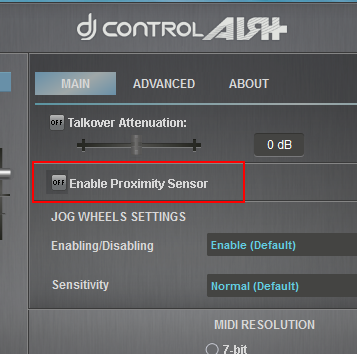 dj CONTROL AIR+
MAIN ADVANCED ABOUT
OFF Talkover Attenuation:
0 dB
OFF Enable Proximity Sensor
JOG WHEELS SETTINGS
Enabling/Disabling Enable (Default)
Sensitivity Normal (Default)
MIDI RESOLUTION
7-bit